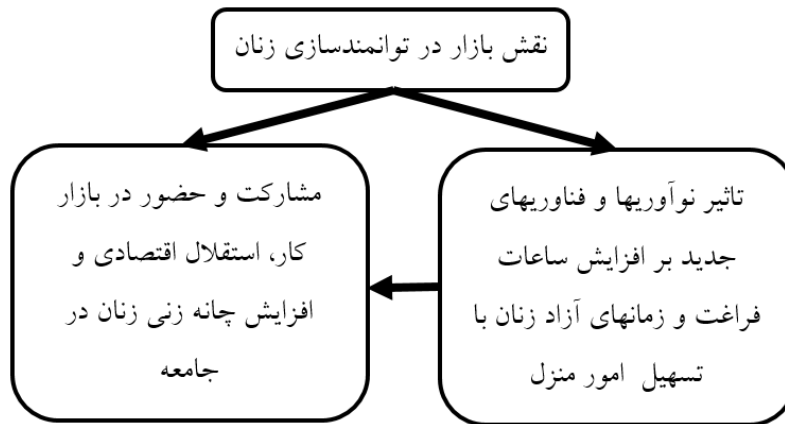 نقش بازار در توانمندسازی زنان
تاثیر نوآوریها و فناوریهای
جدید بر افزایش ساعات
فراغت و زمانهای آزاد زنان با
تسهیل امور منزل
مشارکت و حضور در بازار
کار، استقلال اقتصادی و
افزایش چانه زنی زنان در
جامعه